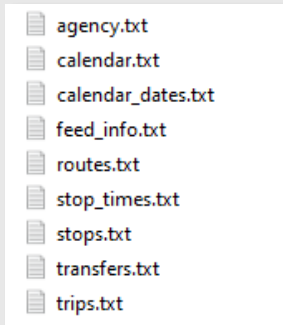 agency.txt
calendar.txt
calendar_dates.txt
feed_info.txt
routes.txt
stop_times.txt
stops.txt
transfers.txt
trips.txt